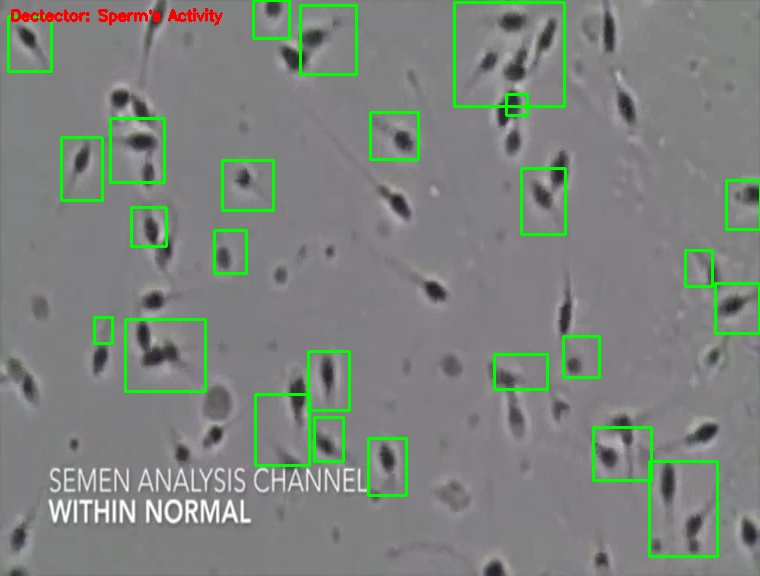 Dectector: Sperm's Activity
SEMEN ANALYSIS CHANNEL
WITHIN NORMAL